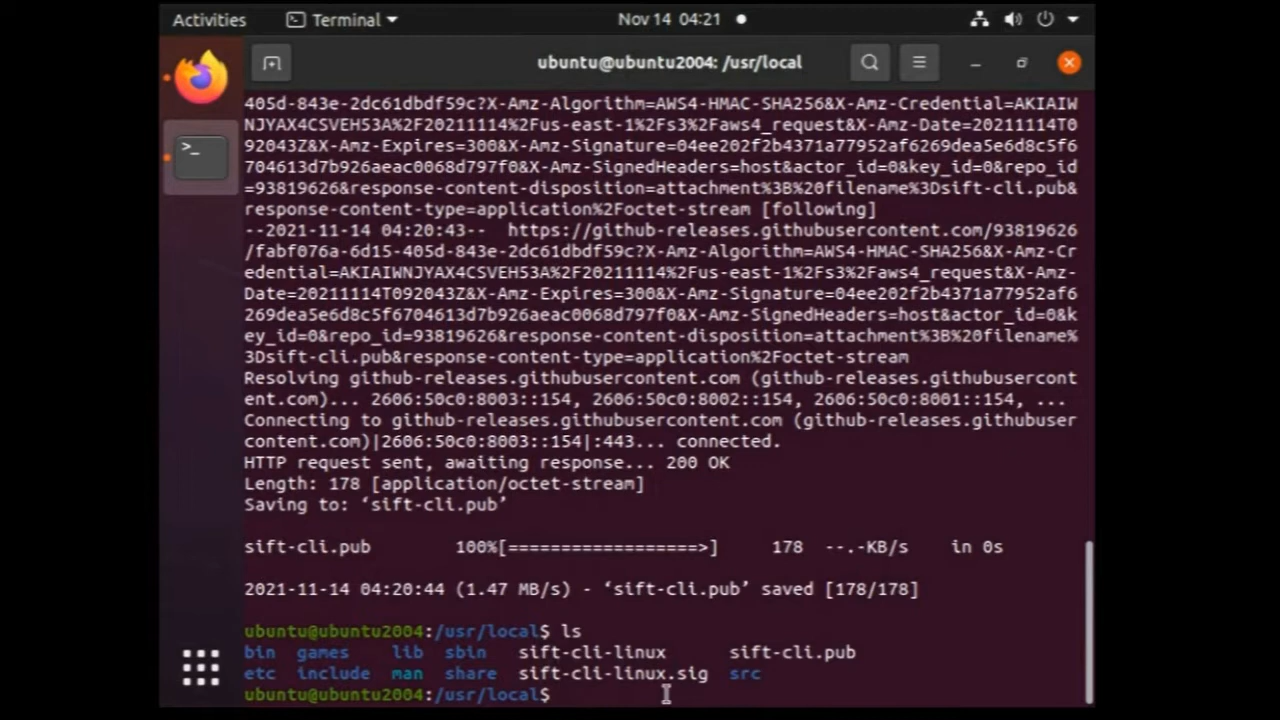 Activities Terminal Nov 14 04:21
ubuntu@ubuntu2004: /usr/local
405d-843e-2dc61dbdf59c?X-Amz-Algorithm=AWS4-HMAC-SHA256&X-Amz-Credential=AKIAIW
NJYAX4CSVEH53A%2F20211114%2Fus-east-1%2Fs3%2Faws4_request&X-Amz-Date=20211114T0
92043Z&X-Amz-Expires=300&X-Amz-Signature=04ee202f2b4371a77952af6269dea5e6d8c5f6
704613d7b926aeac0068d797f0&X-Amz-SignedHeaders=host&actor_id=0&key_id=0&repo_id
=93819626&response-content-disposition=attachment%3B%20filename%3Dsift-cli.pub&
response-content-type=application%2Foctet-stream [following]
--2021-11-14 04:20:43--  https://github-releases.githubusercontent.com/93819626
/fabf076a-6d15-405d-843e-2dc61dbdf59c?X-Amz-Algorithm=AWS4-HMAC-SHA256&X-Amz-Cr
edential=AKIAIWNJYAX4CSVEH53A%2F20211114%2Fus-east-1%2Fs3%2Faws4_request&X-Amz-
Date=20211114T092043Z&X-Amz-Expires=300&X-Amz-Signature=04ee202f2b4371a77952af6
269dea5e6d8c5f6704613d7b926aeac0068d797f0&X-Amz-SignedHeaders=host&actor_id=0&k
ey_id=0&repo_id=93819626&response-content-disposition=attachment%3B%20filename%
3Dsift-cli.pub&response-content-type=application%2Foctet-stream
Resolving github-releases.githubusercontent.com (github-releases.githubusercont
ent.com)... 2606:50c0:8003::154, 2606:50c0:8002::154, 2606:50c0:8001::154, ...
Connecting to github-releases.githubusercontent.com (github-releases.githubuser
content.com)|2606:50c0:8003::154|:443... connected.
HTTP request sent, awaiting response... 200 OK
Length: 178 [application/octet-stream]
Saving to: ‘sift-cli.pub’
sift-cli.pub 100%[==================>] 178 --.-KB/s in 0s
2021-11-14 04:20:44 (1.47 MB/s) - ‘sift-cli.pub’ saved [178/178]
ubuntu@ubuntu2004:/usr/local$ ls
bin games lib sbin sift-cli-linux sift-cli.pub
etc include man share sift-cli-linux.sig src
ubuntu@ubuntu2004:/usr/local$